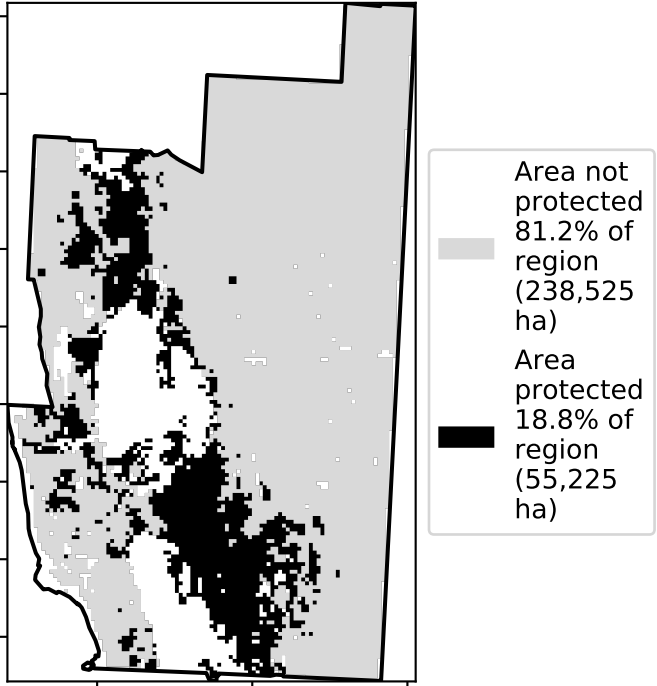 Area not
protected
81.2% of
region
(238,525
ha)
Area
protected
18.8% of
region
(55,225
ha)